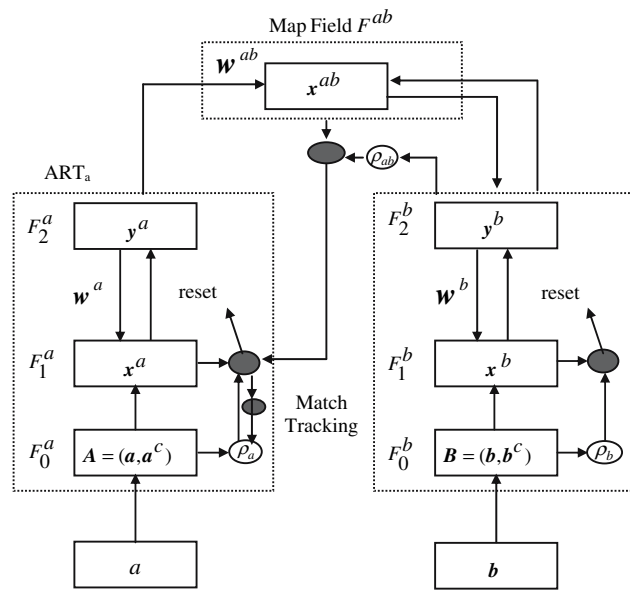 Map Field F^ab
w^ab
x^ab
ρ_ab
ART_a
F_2^a
y^a
F_2^b
y^b
w^a
reset
w^b
reset
F_1^a
x^a
F_1^b
x^b
Match
Tracking
F_0^a
A = (a,a^c)
ρ_a
F_0^b
B = (b,b^c)
ρ_b
a
b